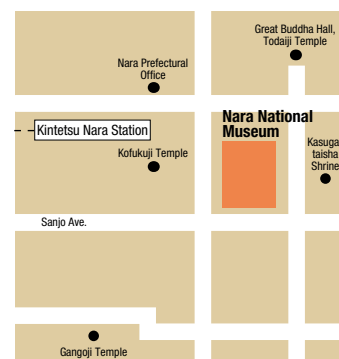 Great Buddha Hall,
Todaiji Temple
Nara Prefectural
Office
Nara National
Museum
Kintetsu Nara Station
Kofukuji Temple
Kasuga
taisha
Shrine
Sanjo Ave.
Gangoji Temple